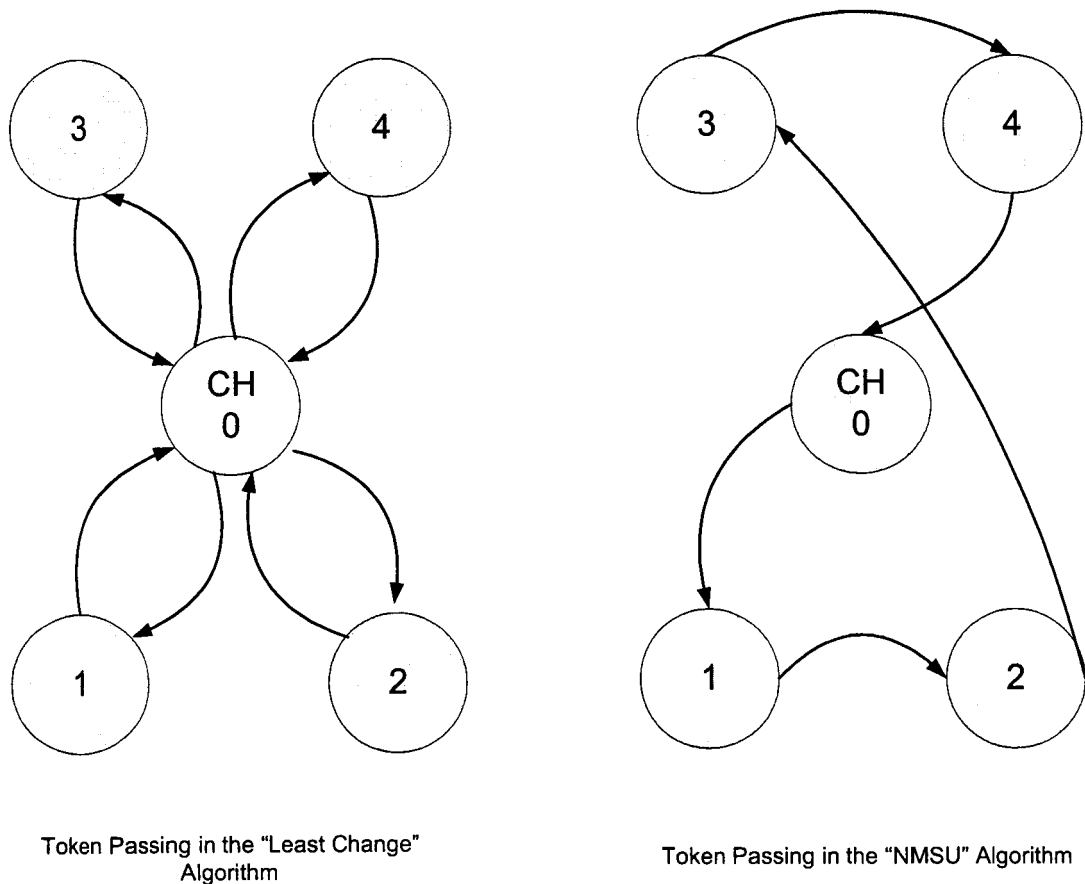 3
4
CH
0
1
2
Token Passing in the “Least Change”
Algorithm
3
4
CH
0
1
2
Token Passing in the “NMSU” Algorithm